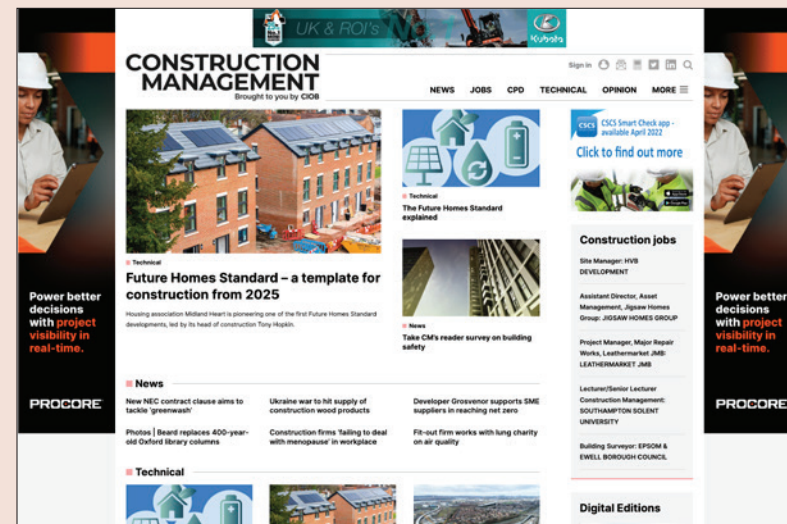 UK & ROI's No.1
Kubota
CONSTRUCTION
MANAGEMENT
Brought to you by CIOB
Sign in
NEWS JOBS CPD TECHNICAL OPINION MORE
Technical
Future Homes Standard – a template for
construction from 2025
Housing association Midland Heart is pioneering one of the first Future Homes Standard
developments, led by its head of construction Tony Hopkin.
Technical
The Future Homes Standard
explained
News
Take CM's reader survey on building
safety
CSCS
CSCS Smart Check app -
available April 2022
Click to find out more
Construction jobs
Site Manager: HVB
DEVELOPMENT
Assistant Director, Asset
Management, Jigsaw Homes
Group: JIGSAW HOMES GROUP
Project Manager, Major Repair
Works, Leathermarket JMB:
LEATHERMARKET JMB
Lecturer/Senior Lecturer
Construction Management:
SOUTHAMPTON SOLENT
UNIVERSITY
Building Surveyor: EPSOM &
EWELL BOROUGH COUNCIL
Digital Editions
News
New NEC contract clause aims to
tackle 'greenwash'
Ukraine war to hit supply of
construction wood products
Developer Grosvenor supports SME
suppliers in reaching net zero
Photos | Beard replaces 400-year-
old Oxford library columns
Construction firms 'failing to deal
with menopause' in workplace
Fit-out firm works with lung charity
on air quality
Technical
Power better
decisions
with project
visibility in
real-time.
PROCORE
Power better
decisions
with project
visibility in
real-time.
PROCORE